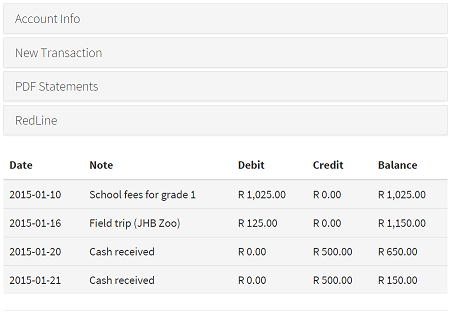 Account Info
New Transaction
PDF Statements
RedLine
Date Note Debit Credit Balance
2015-01-10 School fees for grade 1 R 1,025.00 R 0.00 R 1,025.00
2015-01-16 Field trip (JHB Zoo) R 125.00 R 0.00 R 1,150.00
2015-01-20 Cash received R 0.00 R 500.00 R 650.00
2015-01-21 Cash received R 0.00 R 500.00 R 150.00